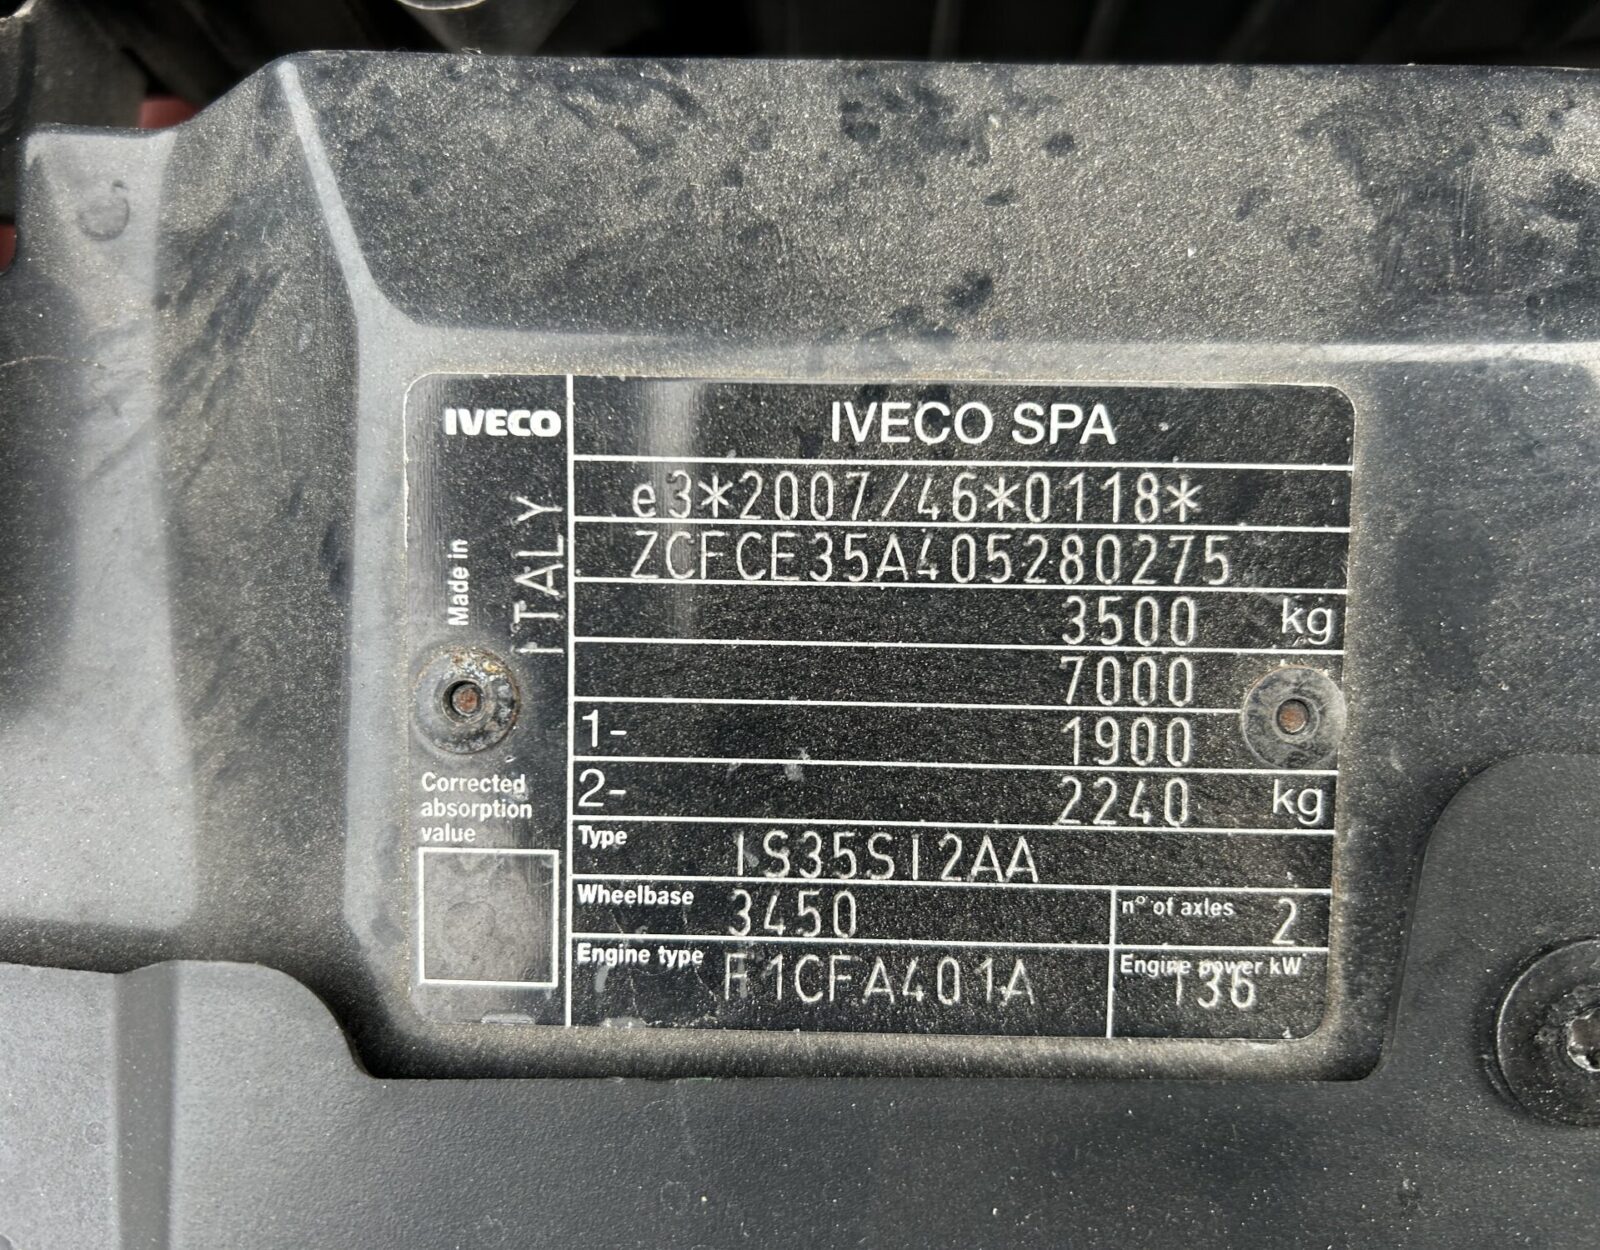 IVECO
IVECO SPA
e3*2007/46*0118*
ZCFCE35A405280275
3500 kg
7000
1- 1900
2- 2240 kg
Made in ITALY
Corrected
absorption
value
Type IS35SI2AA
Wheelbase 3450
n° of axles 2
Engine type F1CFA401A
Engine power kW 136